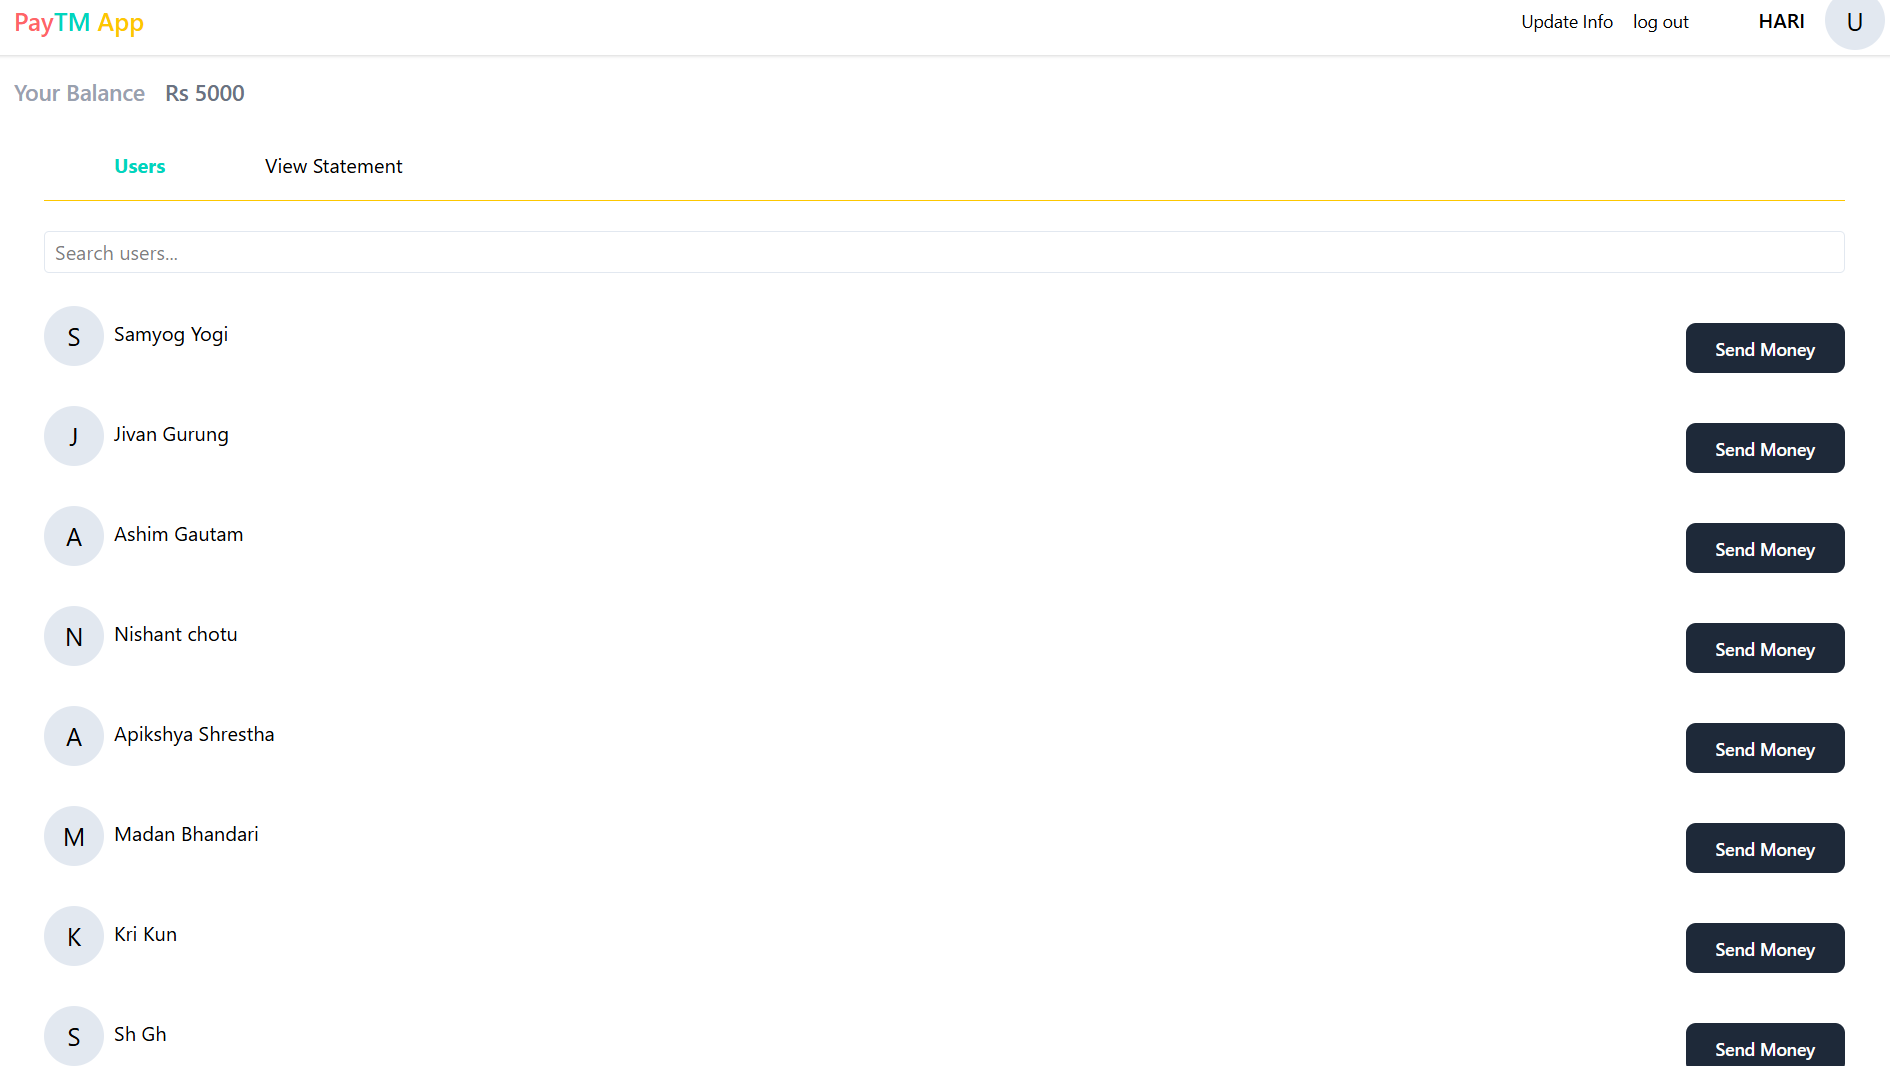 PayTM App Update Info log out HARI U
Your Balance Rs 5000
Users View Statement
Search users...
S Samyog Yogi Send Money
J Jivan Gurung Send Money
A Ashim Gautam Send Money
N Nishant chotu Send Money
A Apikshya Shrestha Send Money
M Madan Bhandari Send Money
K Kri Kun Send Money
S Sh Gh Send Money